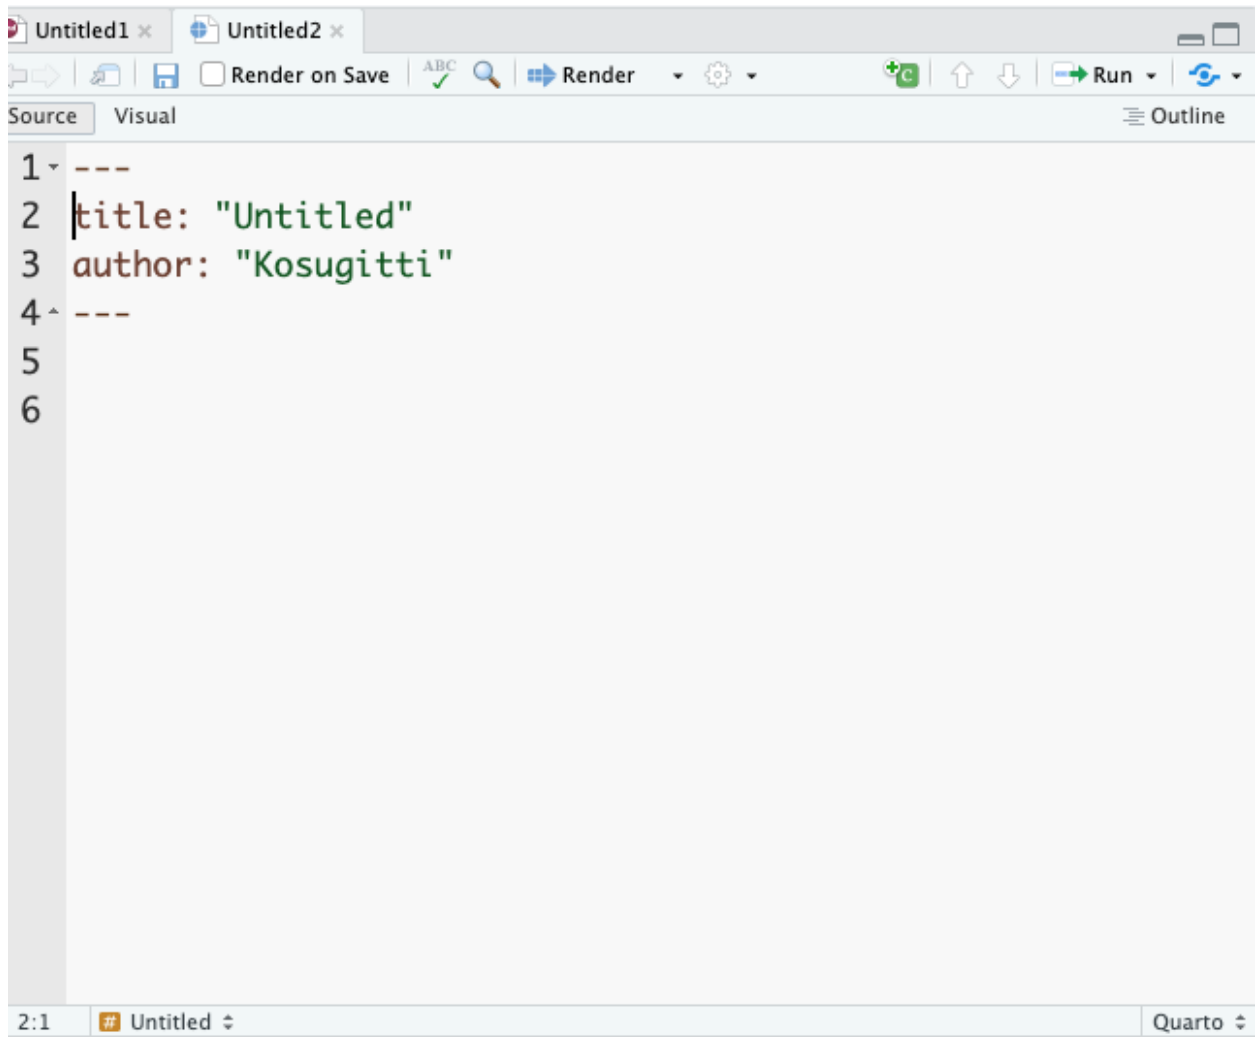 Untitled1 × Untitled2 ×
Render on Save ABC Render C Run
Source Visual Outline
1 ---
2 title: "Untitled"
3 author: "Kosugitti"
4 ---
5
6
2:1 # Untitled Quarto